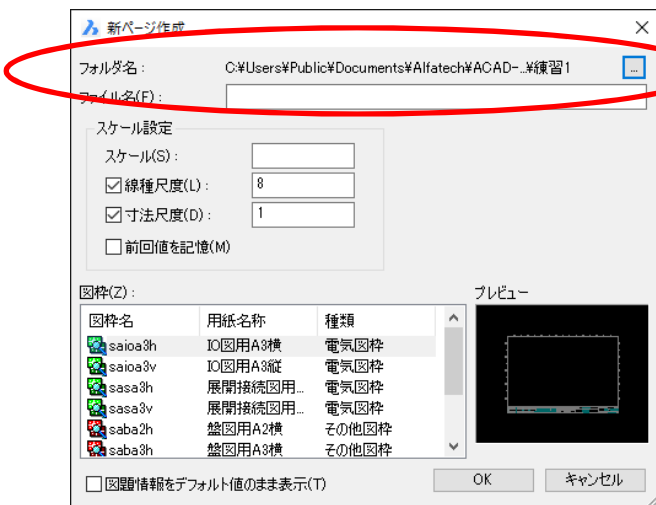 新ページ作成
フォルダ名: C:¥Users¥Public¥Documents¥Alfatech¥ACAD-...¥練習1 ...
ファイル名(F):
スケール設定
スケール(S):
線種尺度(L): 8
寸法尺度(D): 1
前回値を記憶(M)
図枠(Z): プレビュー
図枠名 用紙名称 種類
saioa3h IO図用A3横 電気図枠
saioa3v IO図用A3縦 電気図枠
sasa3h 展開接続図用... 電気図枠
sasa3v 展開接続図用... 電気図枠
saba2h 盤図用A2横 その他図枠
saba3h 盤図用A3横 その他図枠
図題情報をデフォルト値のまま表示(T) OK キャンセル